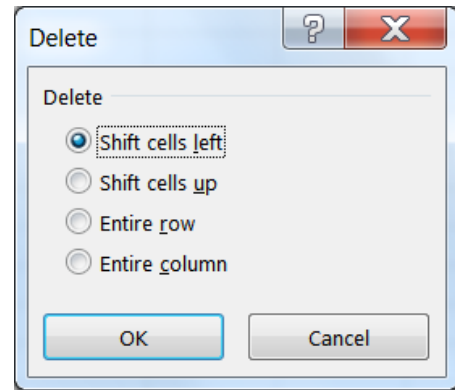 Delete
Delete
Shift cells left
Shift cells up
Entire row
Entire column
OK Cancel